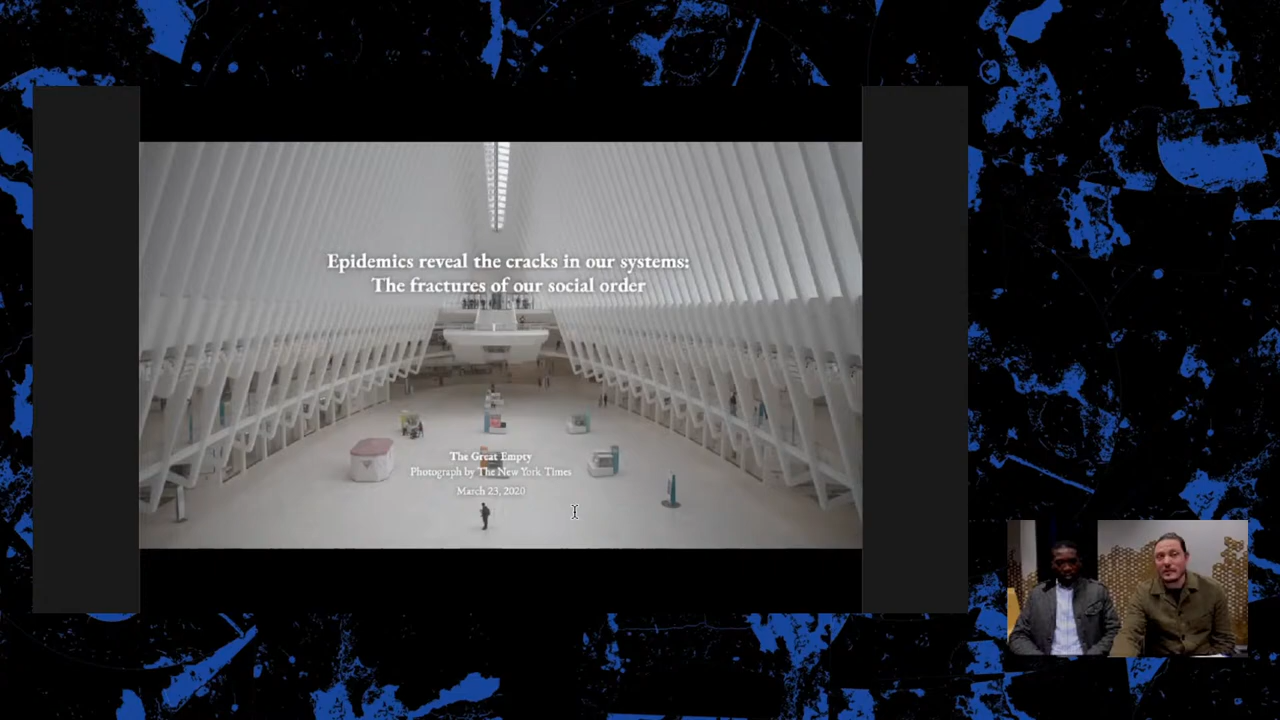 Epidemics reveal the cracks in our systems:
The fractures of our social order
The Great Empty
Photograph by The New York Times
March 23, 2020